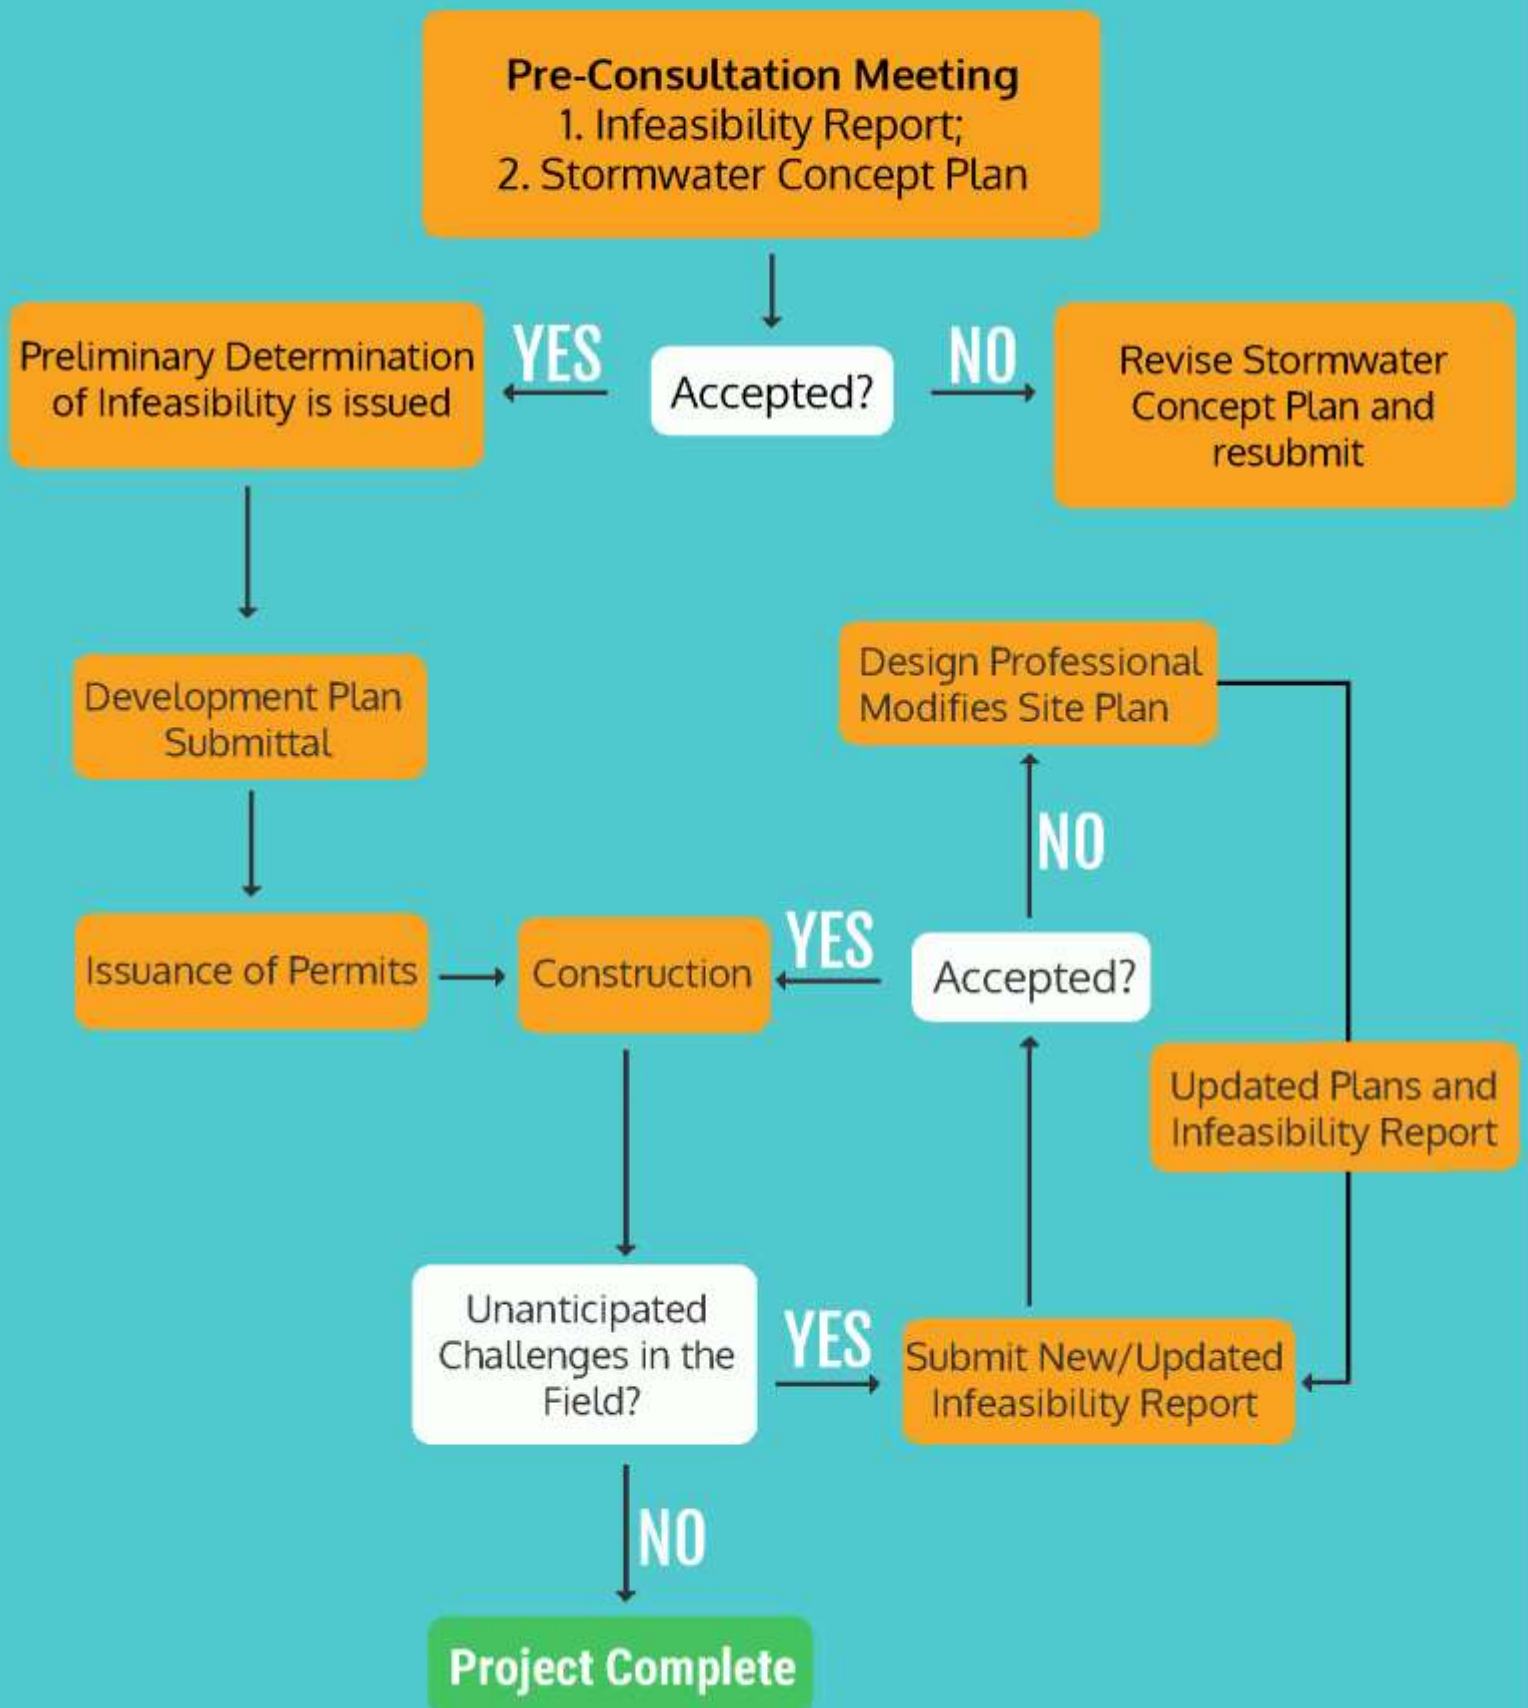 Pre-Consultation Meeting
1. Infeasibility Report;
2. Stormwater Concept Plan
Preliminary Determination
of Infeasibility is issued
YES
Accepted?
NO
Revise Stormwater
Concept Plan and
resubmit
Development Plan
Submittal
Design Professional
Modifies Site Plan
NO
Issuance of Permits
Construction
YES
Accepted?
Updated Plans and
Infeasibility Report
Unanticipated
Challenges in the
Field?
YES
Submit New/Updated
Infeasibility Report
NO
Project Complete